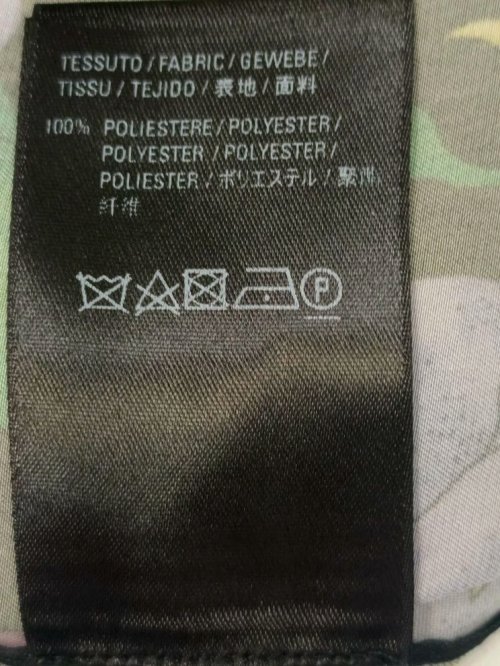 TESSUTO / FABRIC / GEWEBE /
TISSU / TEJIDO / 表地 / 面料
100% POLIESTERE / POLYESTER /
POLYESTER / POLYESTER /
POLIESTER / ポリエステル / 聚酯
纤维
P